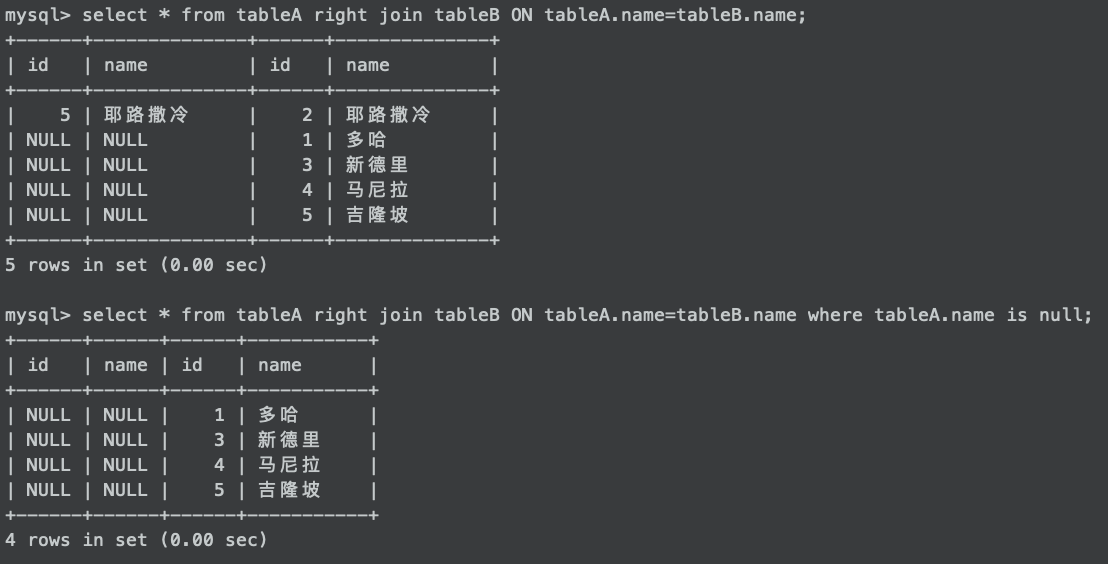 mysql> select * from tableA right join tableB ON tableA.name=tableB.name;
+------+--------------+------+--------------+
| id   | name         | id   | name         |
+------+--------------+------+--------------+
|    5 | 耶路撒冷     |    2 | 耶路撒冷     |
| NULL | NULL         |    1 | 多哈         |
| NULL | NULL         |    3 | 新德里       |
| NULL | NULL         |    4 | 马尼拉       |
| NULL | NULL         |    5 | 吉隆坡       |
+------+--------------+------+--------------+
5 rows in set (0.00 sec)
mysql> select * from tableA right join tableB ON tableA.name=tableB.name where tableA.name is null;
+------+------+------+-----------+
| id   | name | id   | name      |
+------+------+------+-----------+
| NULL | NULL |    1 | 多哈      |
| NULL | NULL |    3 | 新德里    |
| NULL | NULL |    4 | 马尼拉    |
| NULL | NULL |    5 | 吉隆坡    |
+------+------+------+-----------+
4 rows in set (0.00 sec)